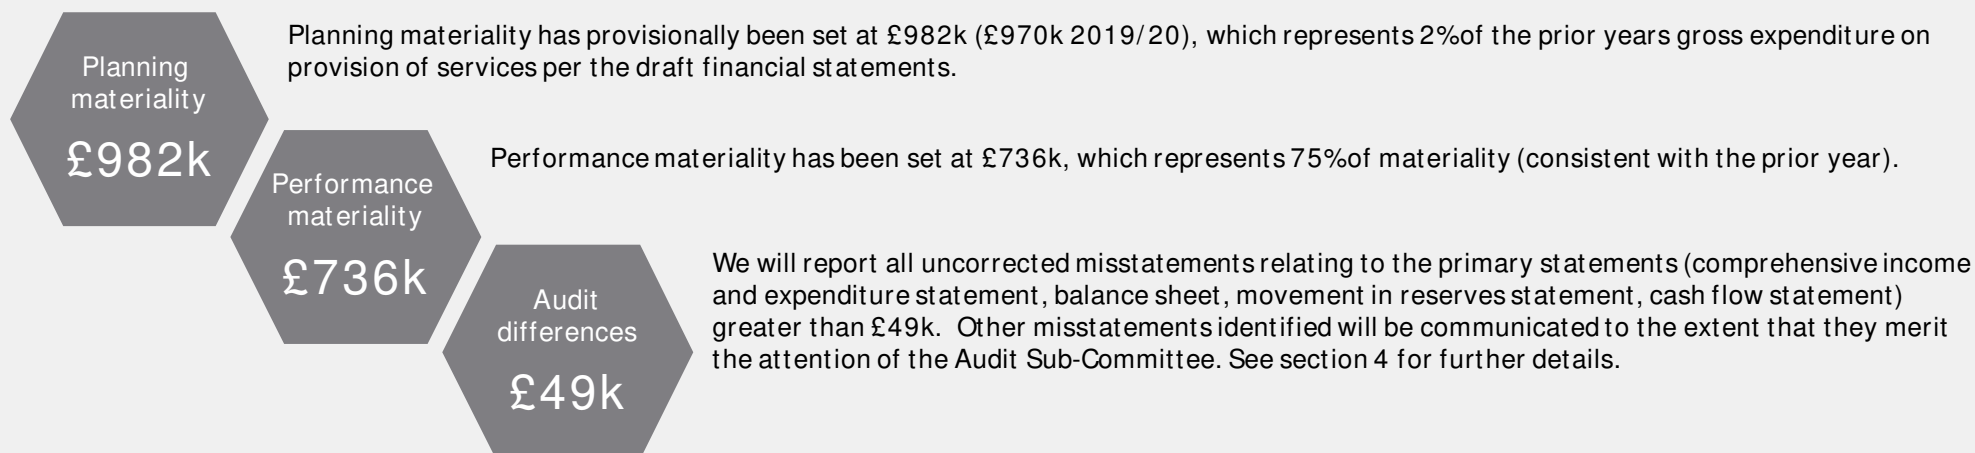 Planning
materiality
£982k
Planning materiality has provisionally been set at £982k (£970k 2019/20), which represents 2%of the prior years gross expenditure on
provision of services per the draft financial statements.
Performance
materiality
£736k
Performance materiality has been set at £736k, which represents 75%of materiality (consistent with the prior year).
Audit
differences
£49k
We will report all uncorrected misstatements relating to the primary statements (comprehensive income
and expenditure statement, balance sheet, movement in reserves statement, cash flow statement)
greater than £49k. Other misstatements identified will be communicated to the extent that they merit
the attention of the Audit Sub-Committee. See section 4 for further details.